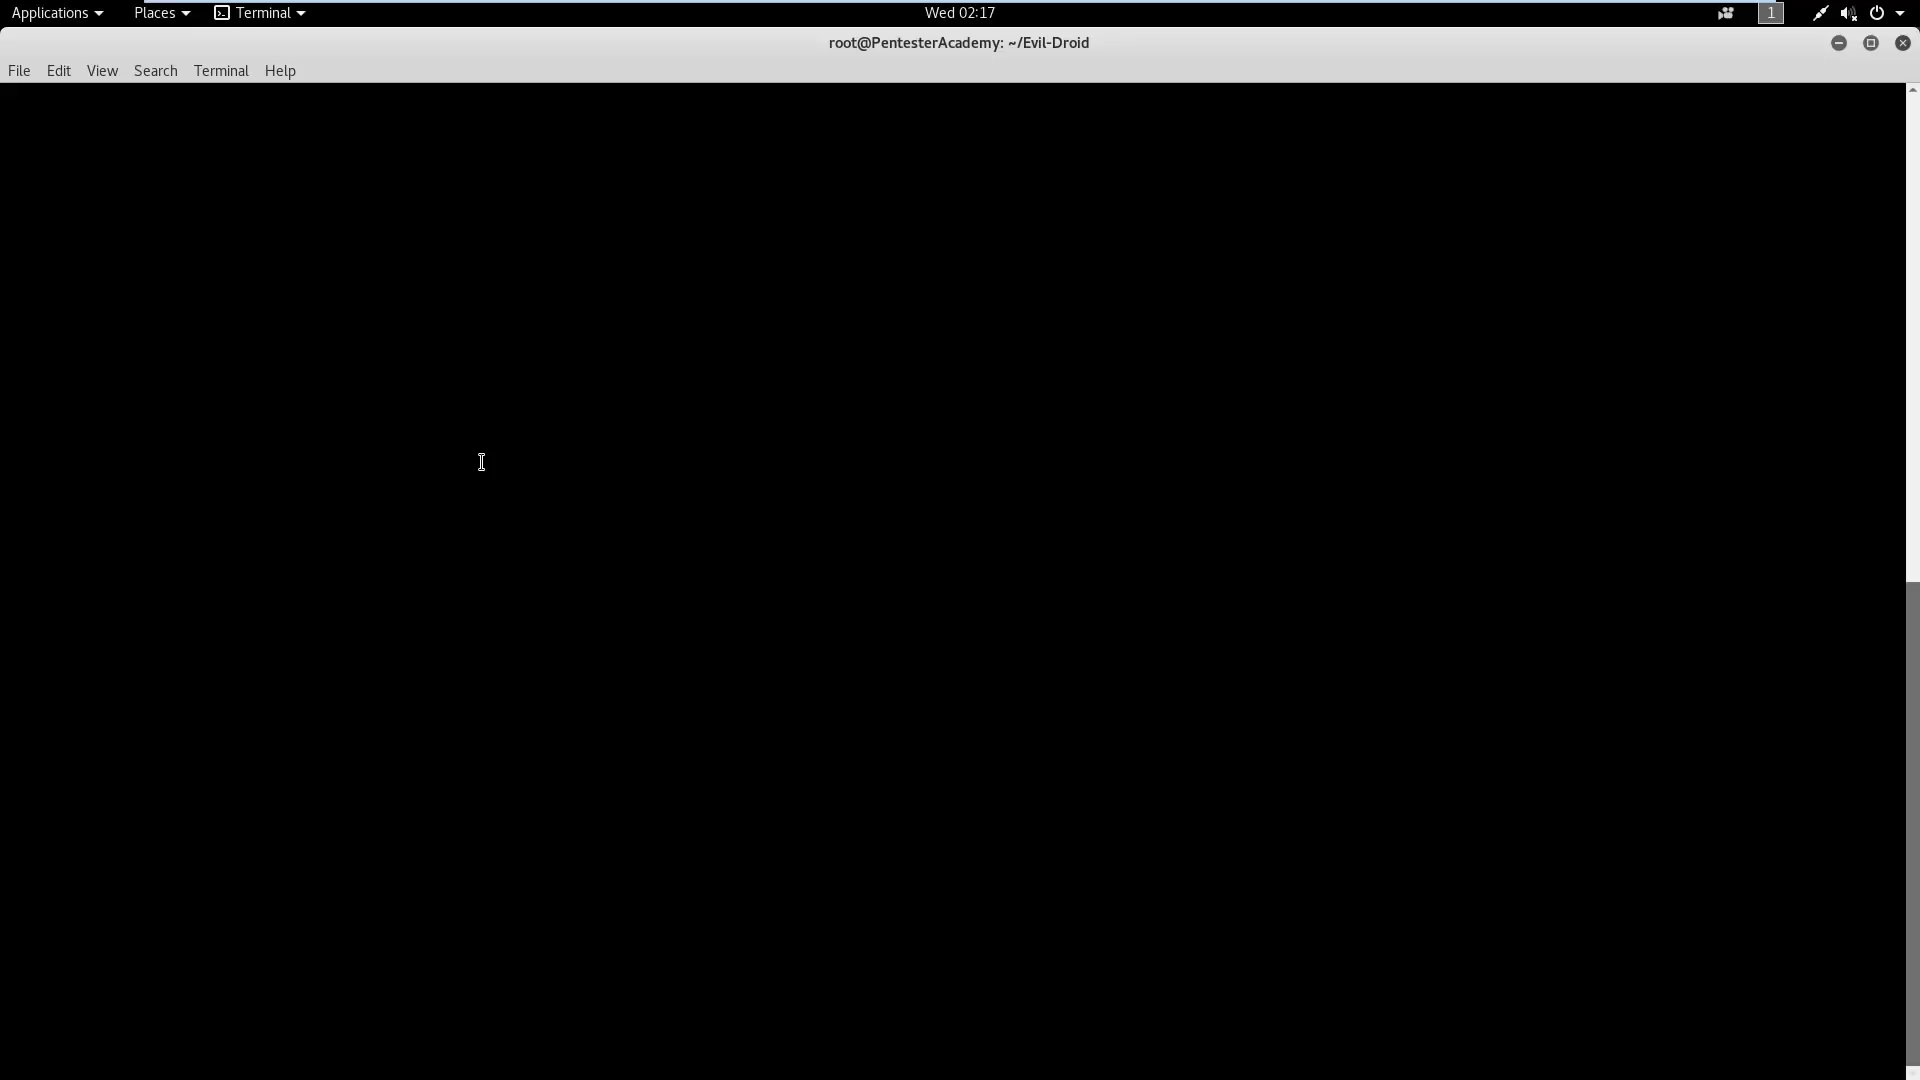 Applications Places Terminal Wed 02:17 1
root@PentesterAcademy: ~/Evil-Droid
File Edit View Search Terminal Help